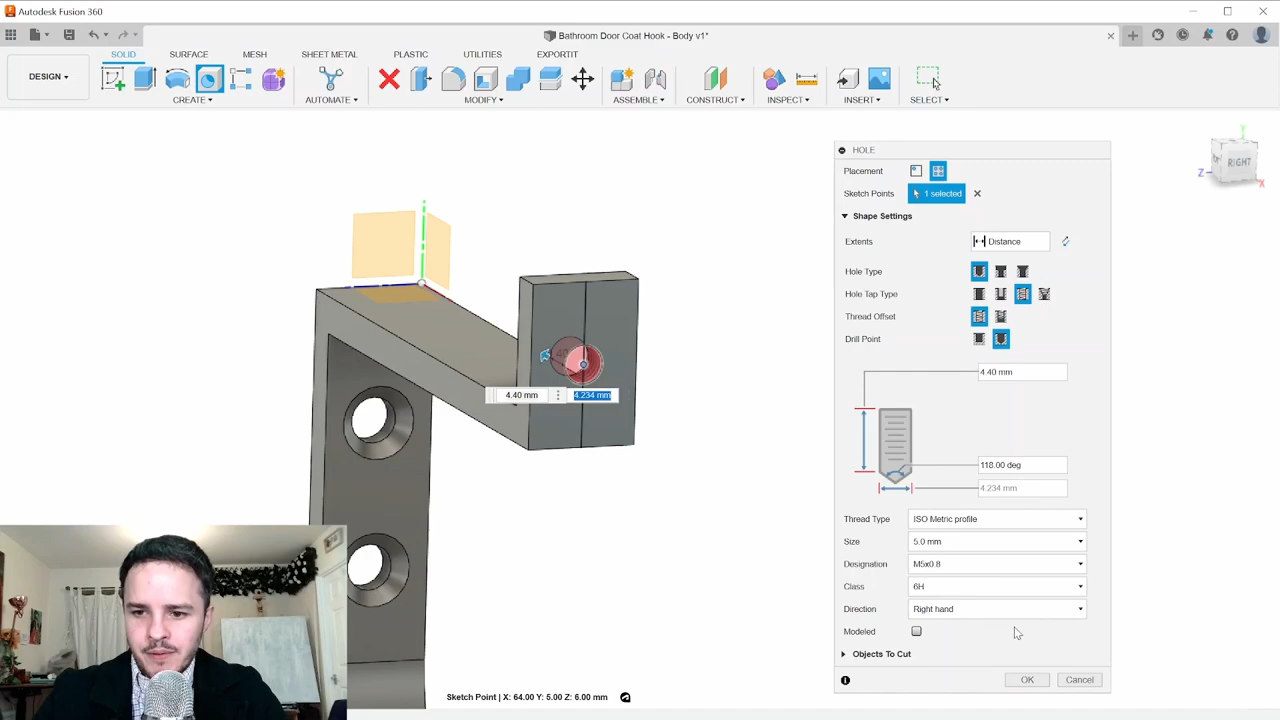 Autodesk Fusion 360
Bathroom Door Coat Hook - Body v1*
DESIGN
SOLID SURFACE MESH SHEET METAL PLASTIC UTILITIES EXPORTIT
CREATE AUTOMATE MODIFY ASSEMBLE CONSTRUCT INSPECT INSERT SELECT
HOLE
Placement
Sketch Points 1 selected
Shape Settings
Extents Distance
Hole Type
Hole Tap Type
Thread Offset
Drill Point
4.40 mm
118.00 deg
4.234 mm
Thread Type ISO Metric profile
Size 5.0 mm
Designation M5x0.8
Class 6H
Direction Right hand
Modeled
Objects To Cut
OK Cancel
Y
RIGHT
Z
X
4.40 mm 4.234 mm
Sketch Point | X: 64.00 Y: 5.00 Z: 6.00 mm